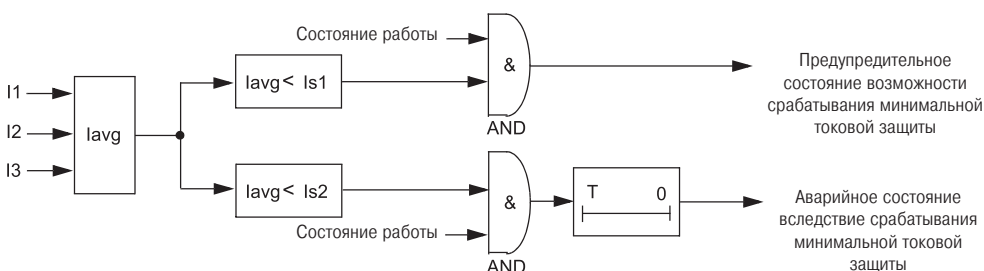 Состояние работы
Iavg< Is1
&
AND
Предупредительное
состояние возможности
срабатывания минимальной
токовой защиты
I1
I2
I3
Iavg
Iavg< Is2
Состояние работы
&
AND
T 0
Аварийное состояние
вследствие срабатывания
минимальной токовой
защиты